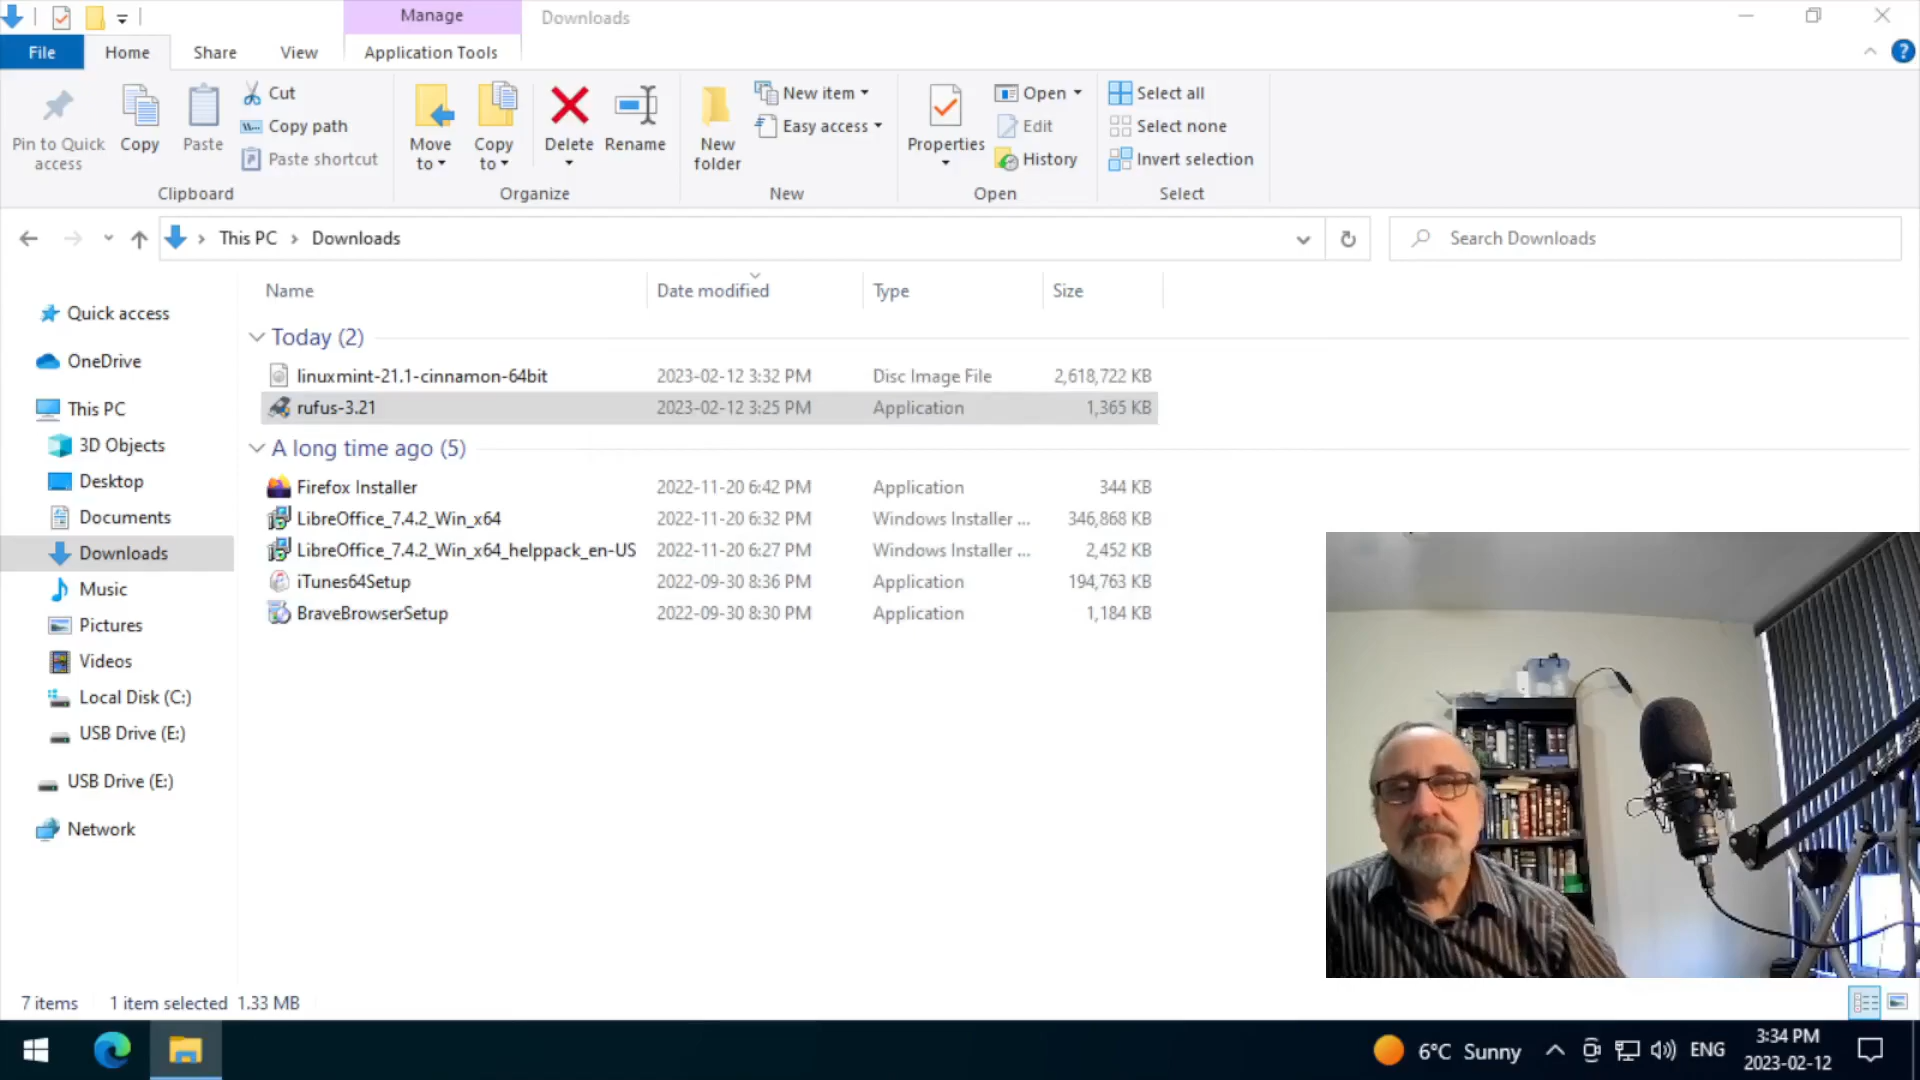 Manage
Downloads
File
Home
Share
View
Application Tools
Pin to Quick access
Copy
Paste
Cut
Copy path
Paste shortcut
Clipboard
Move to
Copy to
Delete
Rename
Organize
New folder
New item
Easy access
New
Properties
Open
Edit
History
Open
Select all
Select none
Invert selection
Select
This PC
Downloads
Search Downloads
Name
Date modified
Type
Size
Quick access
OneDrive
This PC
3D Objects
Desktop
Documents
Downloads
Music
Pictures
Videos
Local Disk (C:)
USB Drive (E:)
USB Drive (E:)
Network
Today (2)
linuxmint-21.1-cinnamon-64bit 2023-02-12 3:32 PM Disc Image File 2,618,722 KB
rufus-3.21 2023-02-12 3:25 PM Application 1,365 KB
A long time ago (5)
Firefox Installer 2022-11-20 6:42 PM Application 344 KB
LibreOffice_7.4.2_Win_x64 2022-11-20 6:32 PM Windows Installer ... 346,868 KB
LibreOffice_7.4.2_Win_x64_helppack_en-US 2022-11-20 6:27 PM Windows Installer ... 2,452 KB
iTunes64Setup 2022-09-30 8:36 PM Application 194,763 KB
BraveBrowserSetup 2022-09-30 8:30 PM Application 1,184 KB
7 items 1 item selected 1.33 MB
6°C Sunny
ENG
3:34 PM
2023-02-12